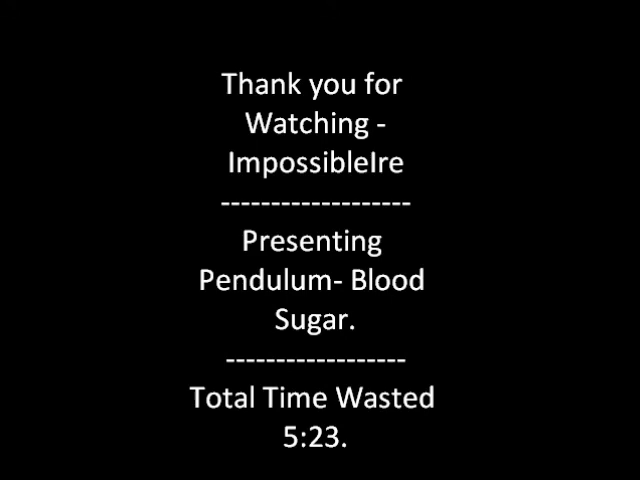 Thank you for
Watching -
ImpossibleIre
-------------------
Presenting
Pendulum- Blood
Sugar.
------------------
Total Time Wasted
5:23.